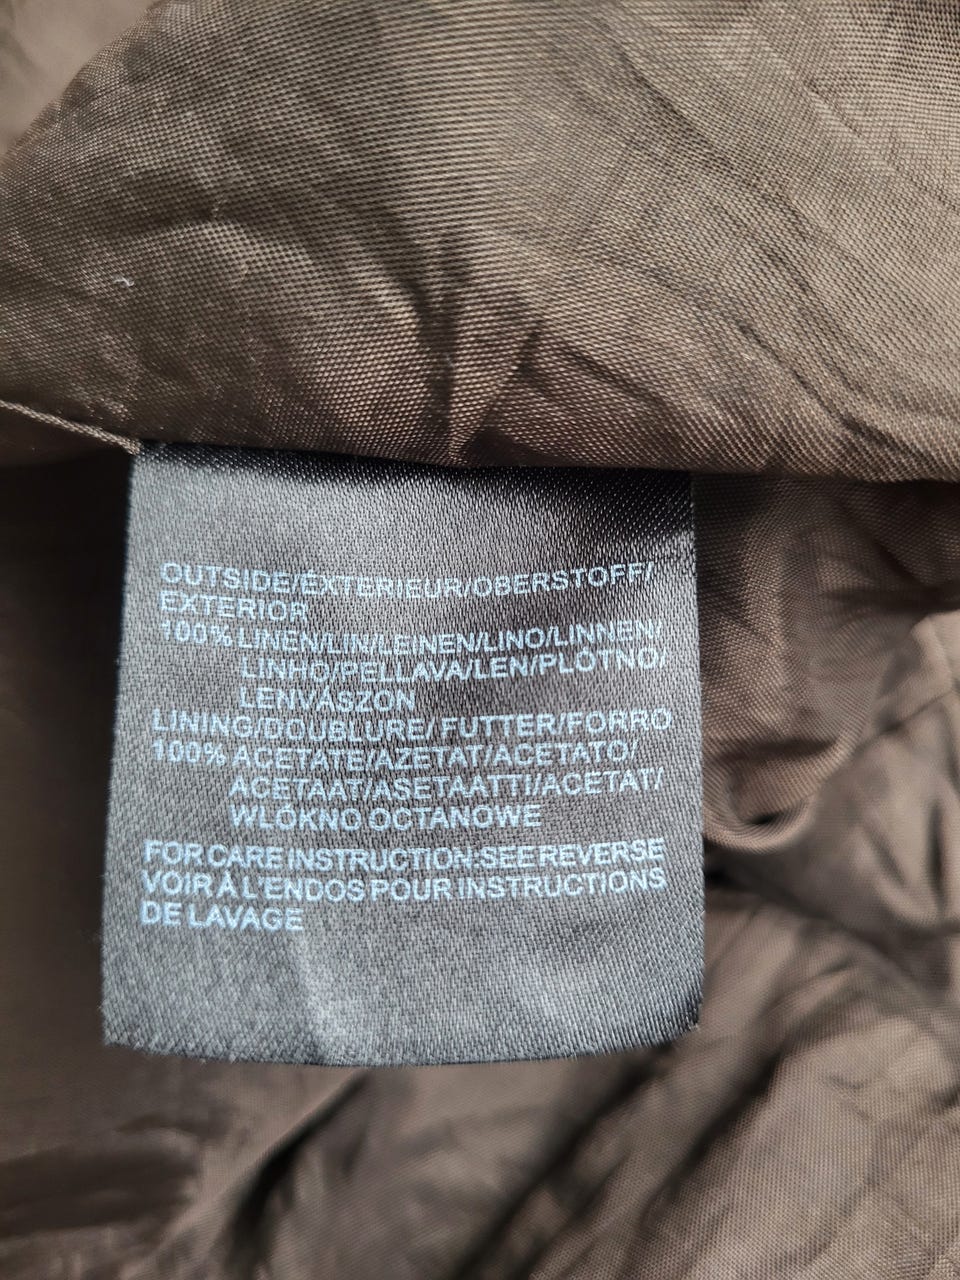 OUTSIDE/EXTERIEUR/OBERSTOFF/
EXTERIOR
100% LINEN/LIN/LEINEN/LINO/LINNEN/
LINHO/PELLAVA/LEN/PLÓTNO/
LENVÁSZON
LINING/DOUBLURE/FUTTER/FORRO
100% ACETATE/AZETAT/ACETATO/
ACETAAT/ASETAATTI/ACETAT/
WLÓKNO OCTANOWE
FOR CARE INSTRUCTION:SEE REVERSE
VOIR À L'ENDOS POUR INSTRUCTIONS
DE LAVAGE